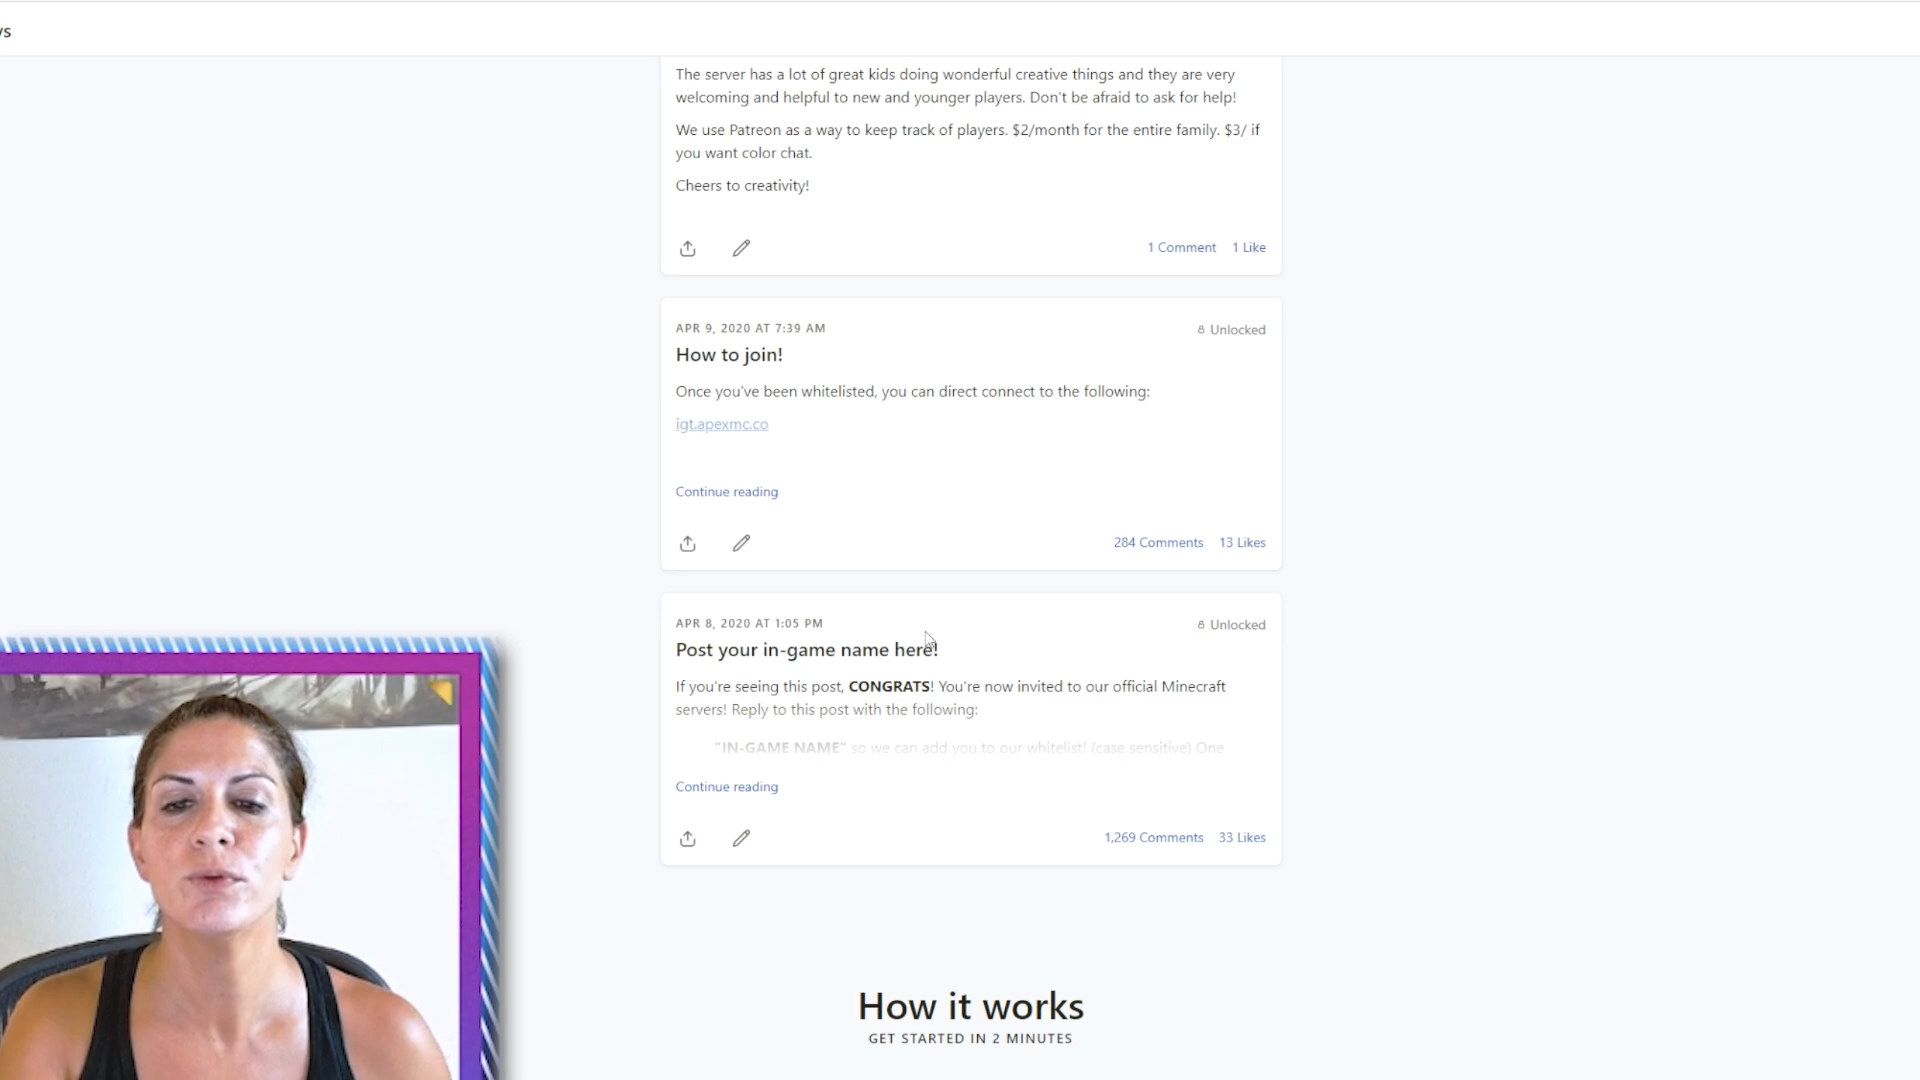 The server has a lot of great kids doing wonderful creative things and they are very
welcoming and helpful to new and younger players. Don't be afraid to ask for help!
We use Patreon as a way to keep track of players. $2/month for the entire family. $3/ if
you want color chat.
Cheers to creativity!
1 Comment 1 Like
APR 9, 2020 AT 7:39 AM
Unlocked
How to join!
Once you've been whitelisted, you can direct connect to the following:
igt.apexmc.co
Continue reading
284 Comments 13 Likes
APR 8, 2020 AT 1:05 PM
Unlocked
Post your in-game name here!
If you're seeing this post, CONGRATS! You're now invited to our official Minecraft
servers! Reply to this post with the following:
"IN-GAME NAME" so we can add you to our whitelist! (case sensitive) One
Continue reading
1,269 Comments 33 Likes
How it works
GET STARTED IN 2 MINUTES